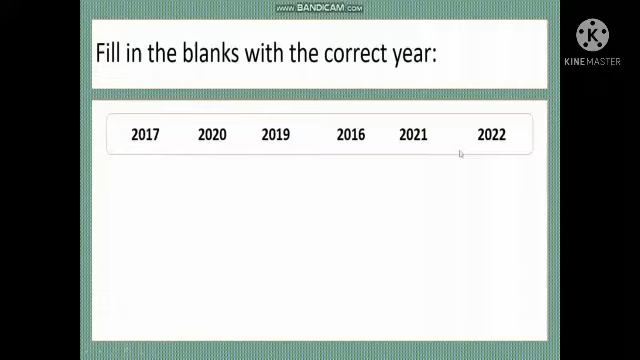 www.BANDICAM.com
Fill in the blanks with the correct year:
K
KINEMASTER
2017 2020 2019 2016 2021 2022